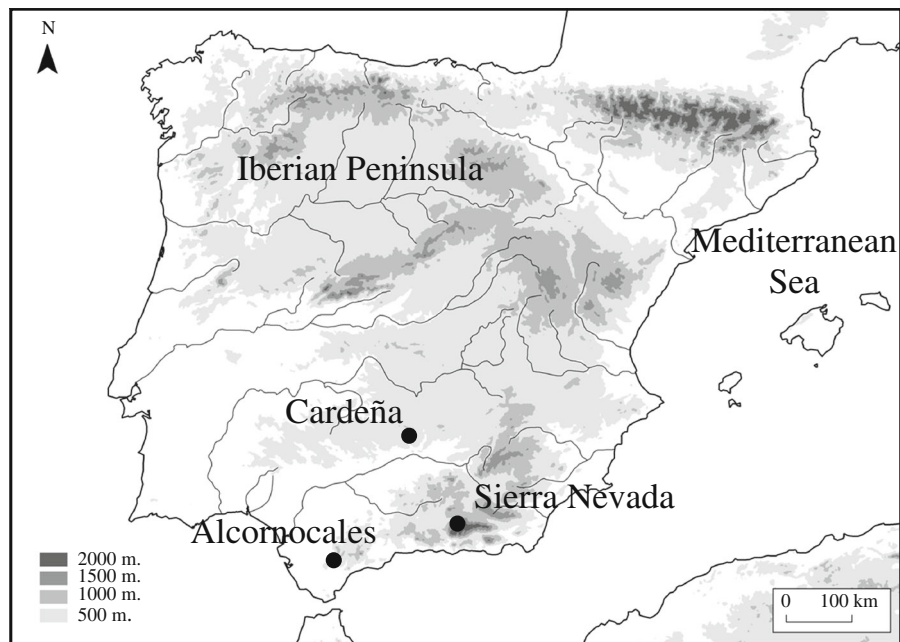 N
Iberian Peninsula
Mediterranean
Sea
Cardeña
Sierra Nevada
Alcornocales
2000 m.
1500 m.
1000 m.
500 m.
0 100 km